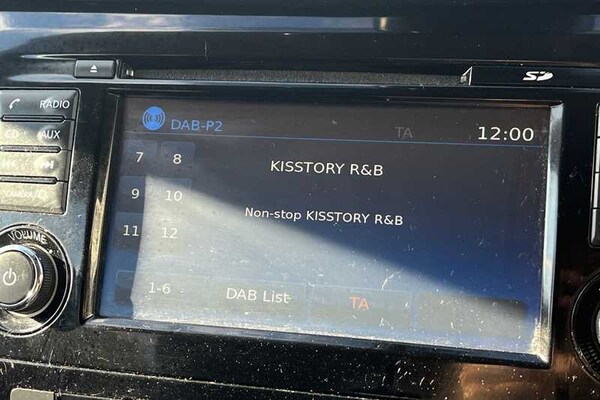 SD
RADIO
CD AUX
VOLUME
DAB-P2 TA 12:00
7 8
KISSTORY R&B
9 10
Non-stop KISSTORY R&B
11 12
1-6 DAB List TA